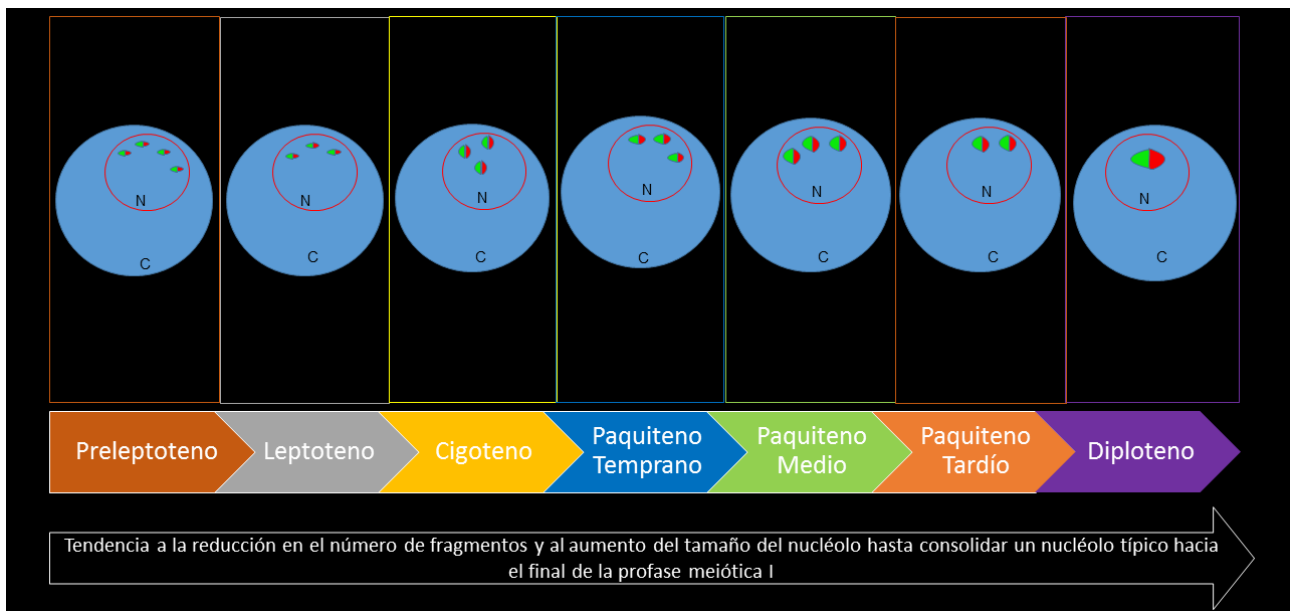 N
C
N
C
N
C
N
C
N
C
N
C
N
C
Preleptoteno
Leptoteno
Cigoteno
Paquiteno
Temprano
Paquiteno
Medio
Paquiteno
Tardío
Diploteno
Tendencia a la reducción en el número de fragmentos y al aumento del tamaño del nucléolo hasta consolidar un nucléolo típico hacia
el final de la profase meiótica I